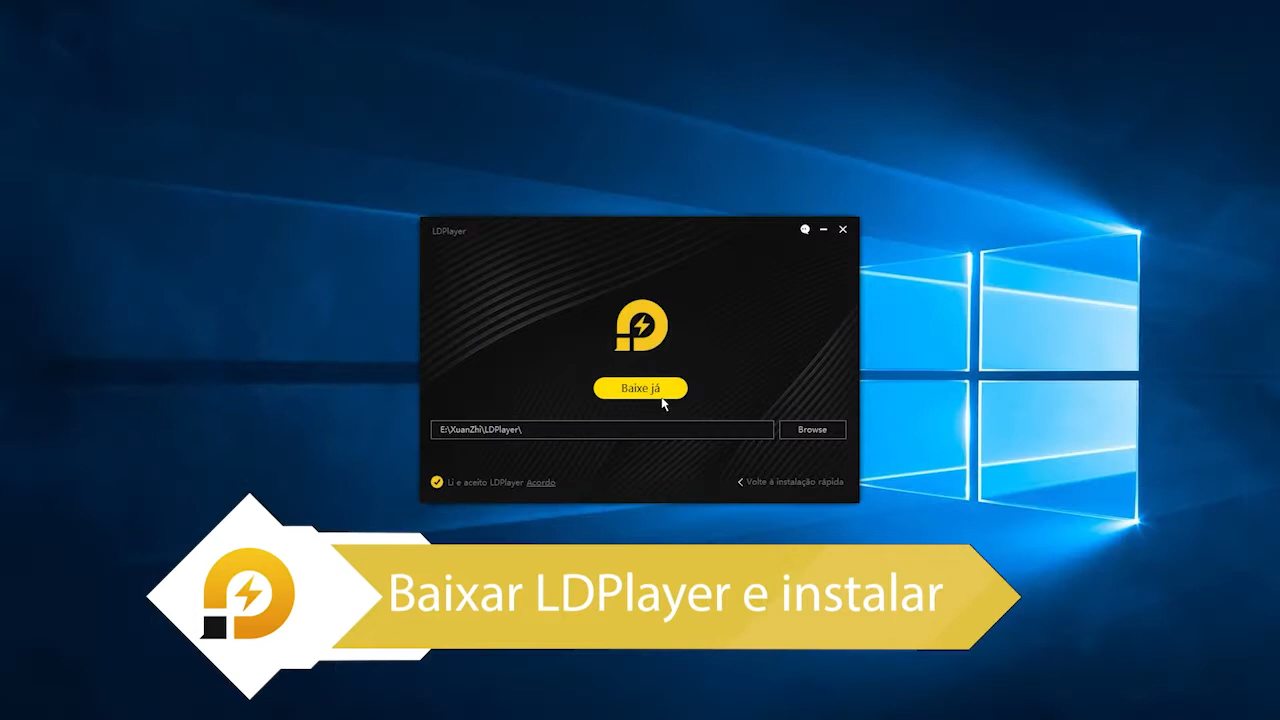 LDPlayer
Baixe já
E:\XuanZhi\LDPlayer\
Browse
Li e aceito LDPlayer Acordo
Volte á instalação rápida
Baixar LDPlayer e instalar